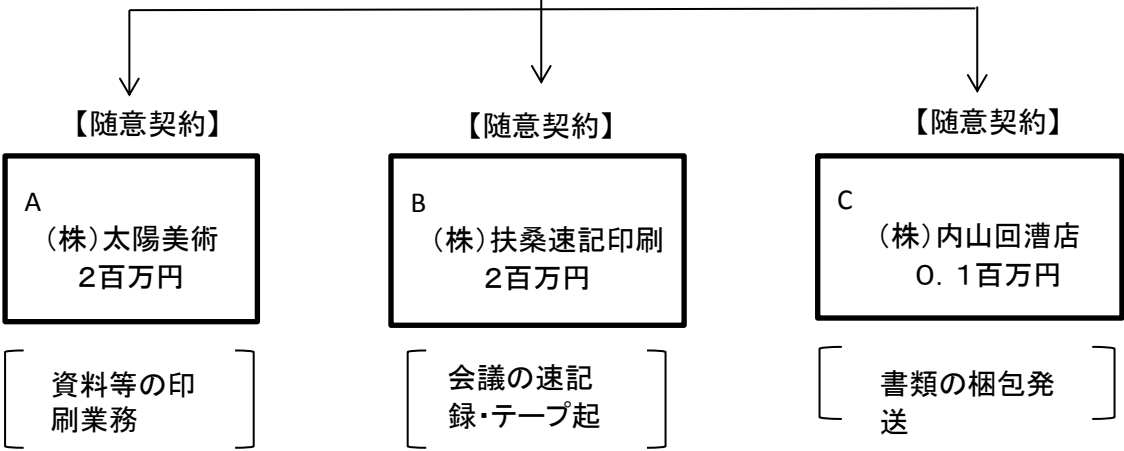 【随意契約】
A
（株）太陽美術
2百万円
資料等の印
刷業務
【随意契約】
B
（株）扶桑速記印刷
2百万円
会議の速記
録・テープ起
【随意契約】
C
（株）内山回漕店
０．１百万円
書類の梱包発
送